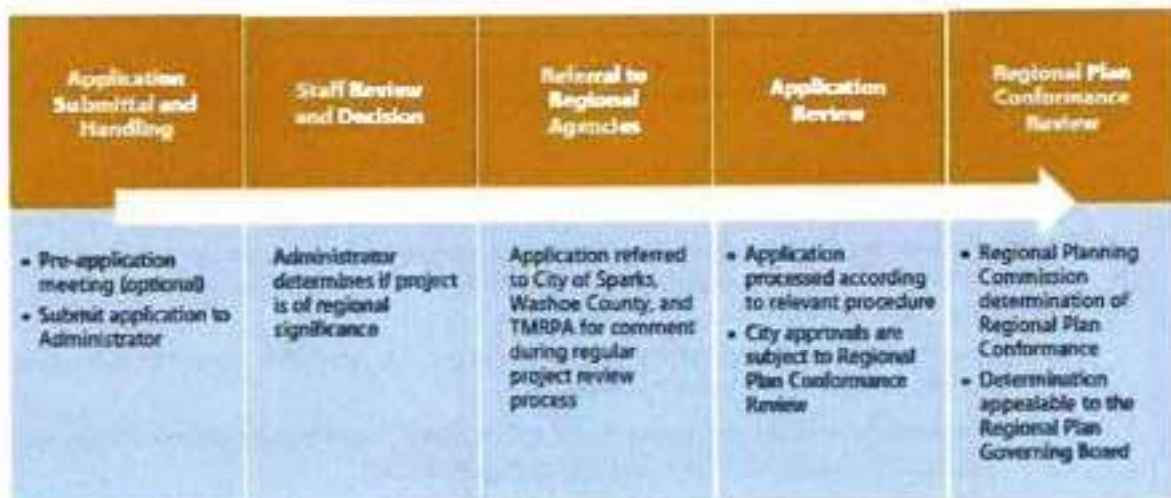 Application
Submittal and
Handling
Staff Review
and Decision
Referral to
Regional
Agencies
Application
Review
Regional Plan
Conformance
Review
• Pre-application
meeting (optional)
• Submit application to
Administrator
Administrator
determines if project
is of regional
significance
Application referred
to City of Sparks,
Washoe County, and
TMRPA for comment
during regular
project review
process
• Application
processed according
to relevant procedure
• City approvals are
subject to Regional
Plan Conformance
Review
• Regional Planning
Commission
determination of
Regional Plan
Conformance
• Determination
appealable to the
Regional Plan
Governing Board